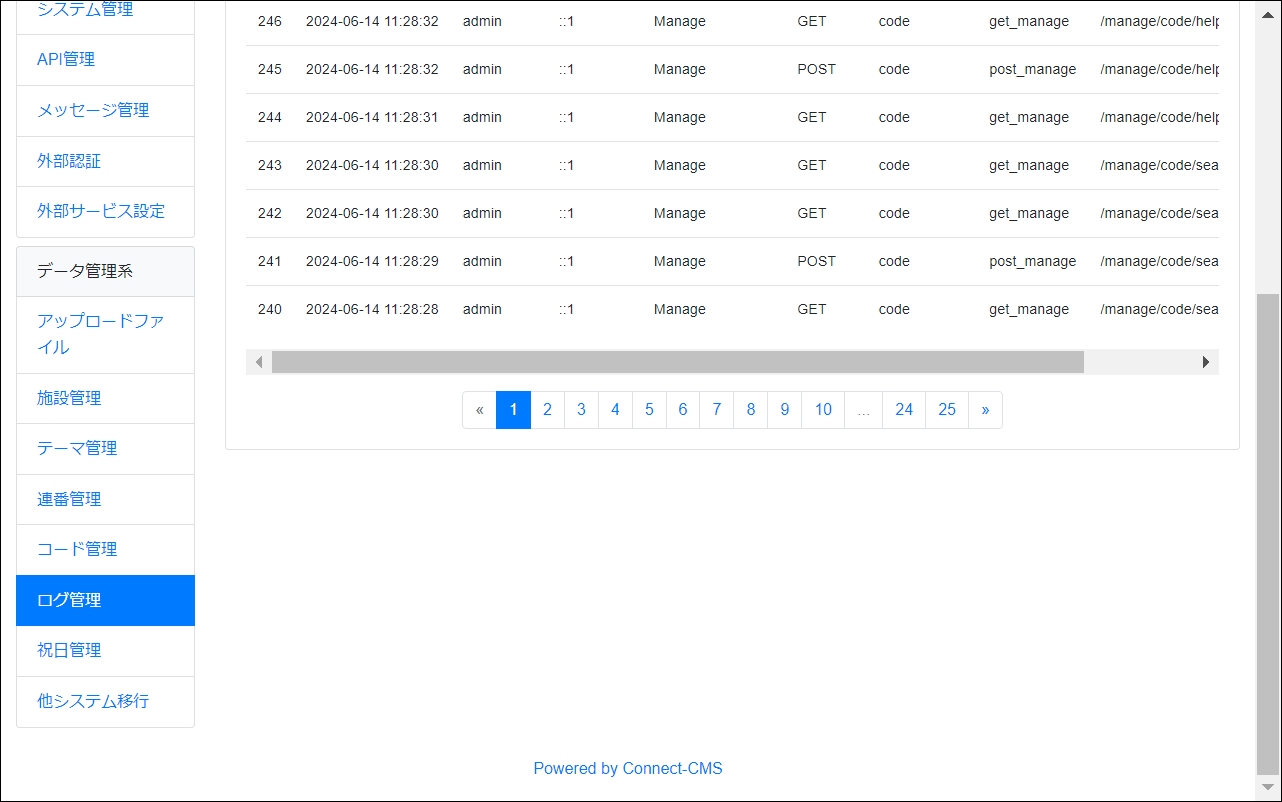 システム管理
API管理
メッセージ管理
外部認証
外部サービス設定
データ管理系
アップロードファ
イル
施設管理
テーマ管理
連番管理
コード管理
ログ管理
祝日管理
他システム移行
246 2024-06-14 11:28:32 admin ::1 Manage GET code get_manage /manage/code/help
245 2024-06-14 11:28:32 admin ::1 Manage POST code post_manage /manage/code/help
244 2024-06-14 11:28:31 admin ::1 Manage GET code get_manage /manage/code/help
243 2024-06-14 11:28:30 admin ::1 Manage GET code get_manage /manage/code/sea
242 2024-06-14 11:28:30 admin ::1 Manage GET code get_manage /manage/code/sea
241 2024-06-14 11:28:29 admin ::1 Manage POST code post_manage /manage/code/sea
240 2024-06-14 11:28:28 admin ::1 Manage GET code get_manage /manage/code/sea
« 1 2 3 4 5 6 7 8 9 10 ... 24 25 »
Powered by Connect-CMS